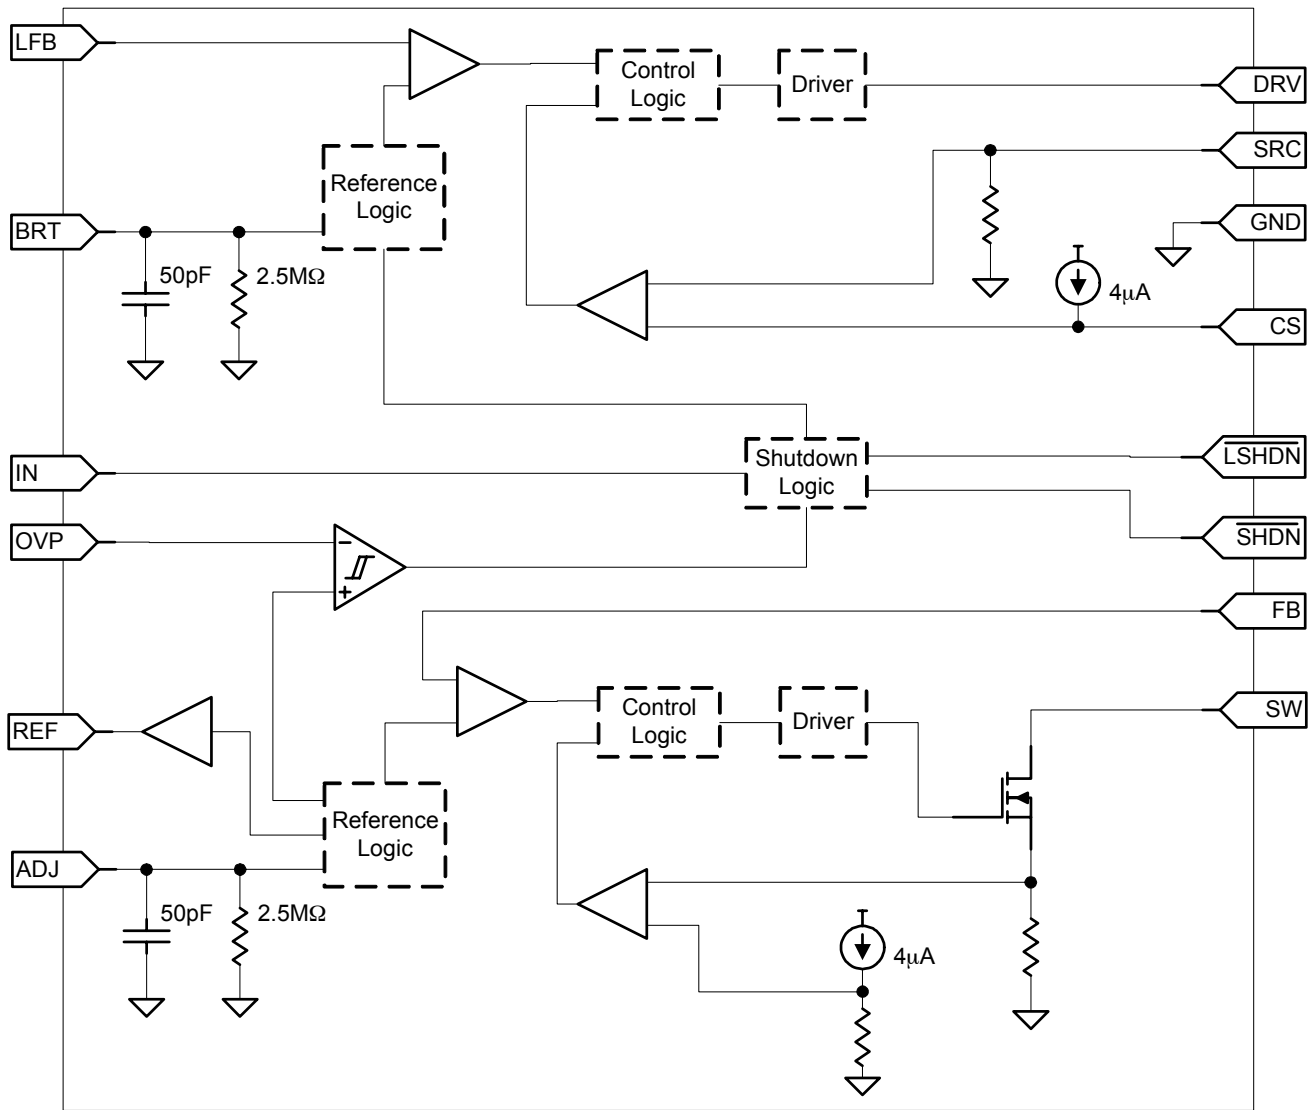 LFB
Control
Logic
Driver
DRV
SRC
Reference
Logic
BRT
GND
50pF
2.5MΩ
4μA
CS
IN
Shutdown
Logic
LSHDN
OVP
SHDN
FB
REF
Control
Logic
Driver
SW
Reference
Logic
ADJ
50pF
2.5MΩ
4μA